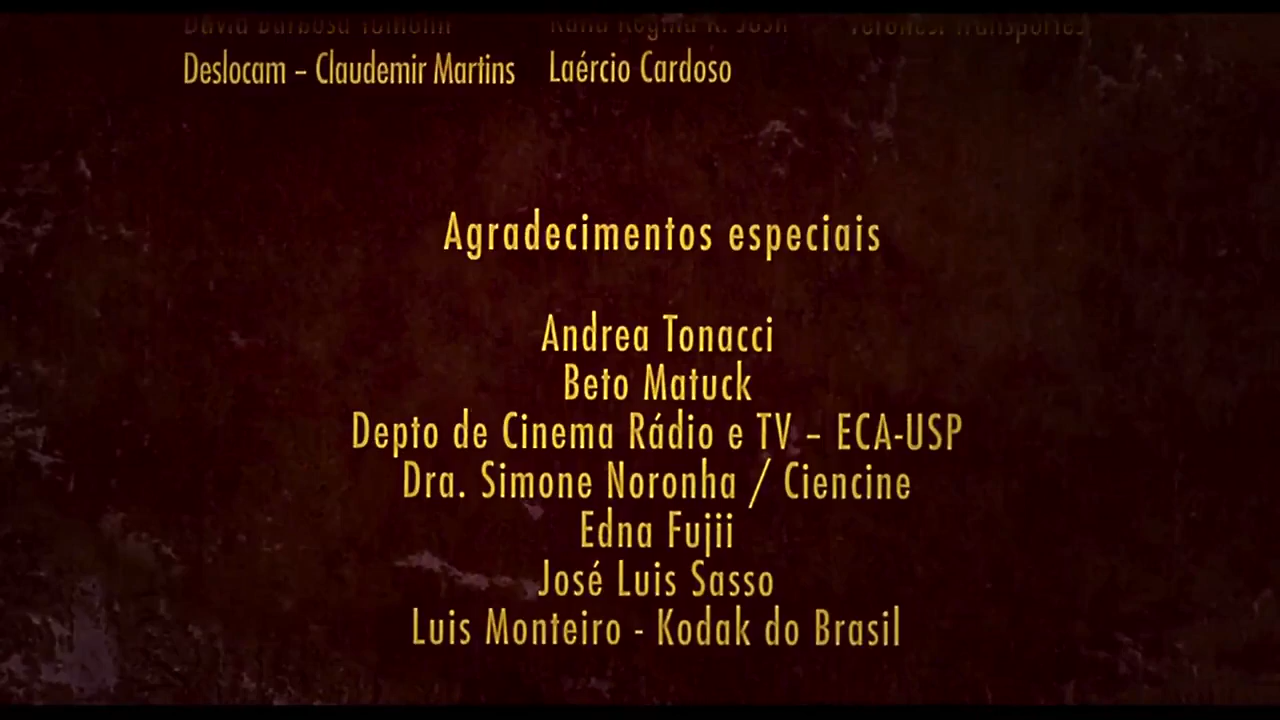 Deslocam – Claudemir Martins Laércio Cardoso
Agradecimentos especiais
Andrea Tonacci
Beto Matuck
Depto de Cinema Rádio e TV – ECA-USP
Dra. Simone Noronha / Ciencine
Edna Fujii
José Luis Sasso
Luis Monteiro - Kodak do Brasil